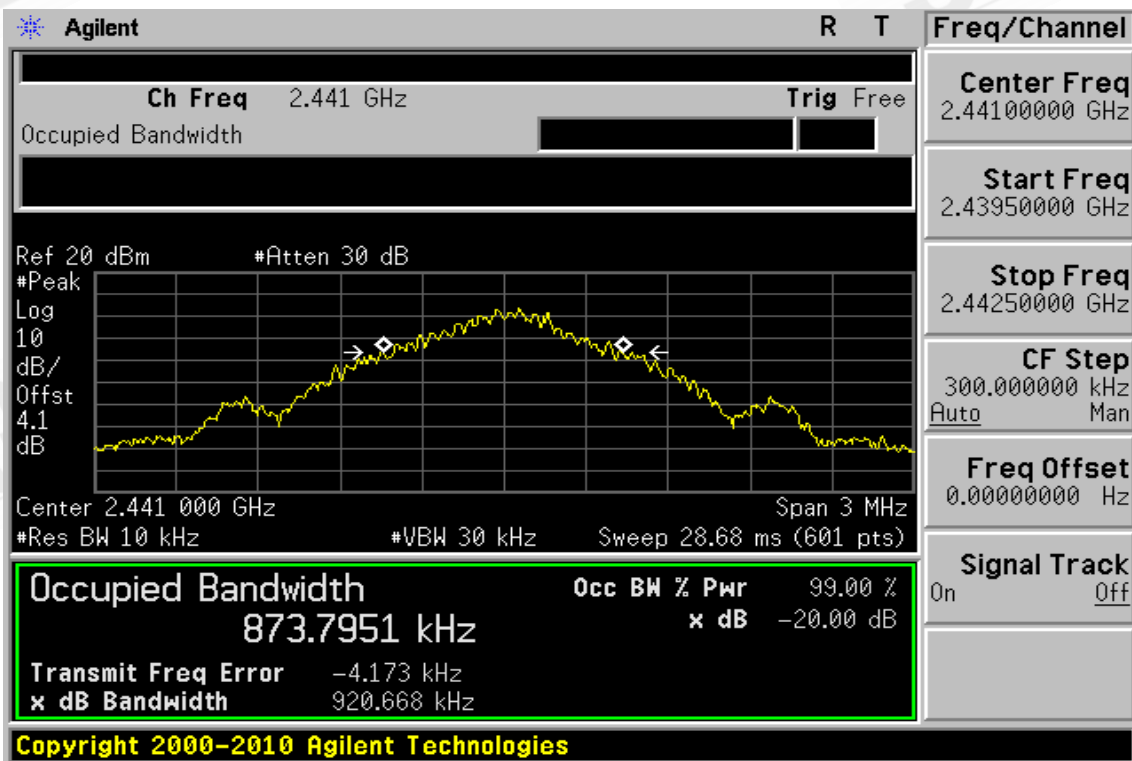 Agilent R T
Ch Freq 2.441 GHz Trig Free
Occupied Bandwidth
Ref 20 dBm #Atten 30 dB
#Peak
Log
10
dB/
Offst
4.1
dB
Center 2.441 000 GHz Span 3 MHz
#Res BW 10 kHz #VBW 30 kHz Sweep 28.68 ms (601 pts)
Occupied Bandwidth Occ BW % Pwr 99.00 %
873.7951 kHz x dB -20.00 dB
Transmit Freq Error -4.173 kHz
x dB Bandwidth 920.668 kHz
Copyright 2000-2010 Agilent Technologies
Freq/Channel
Center Freq
2.44100000 GHz
Start Freq
2.43950000 GHz
Stop Freq
2.44250000 GHz
CF Step
300.000000 kHz
Auto Man
Freq Offset
0.00000000 Hz
Signal Track
On Off